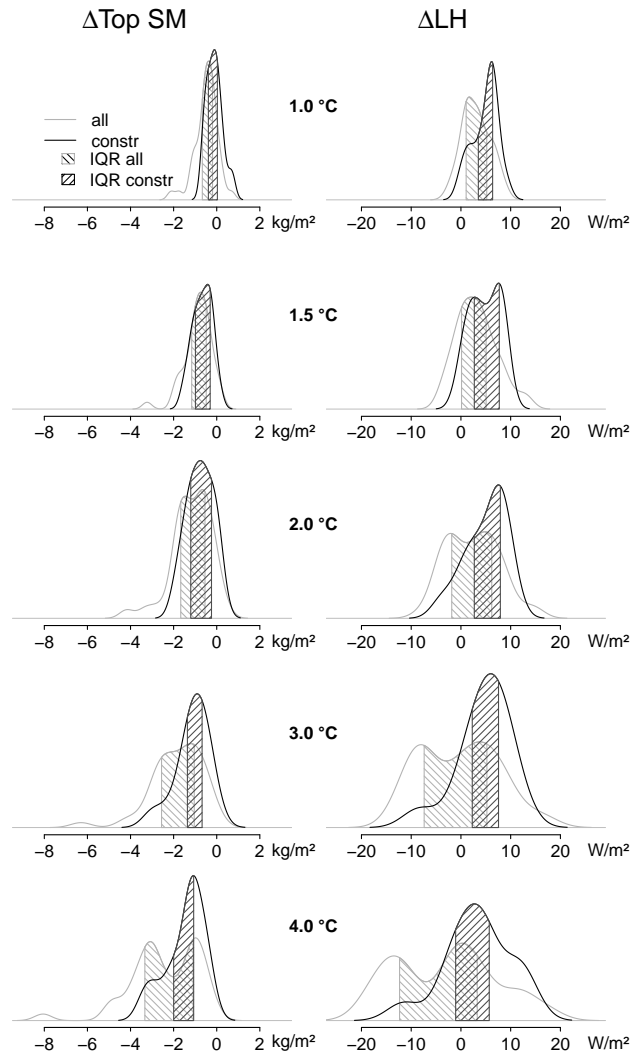 ΔTop SM ΔLH
1.0 °C
all
constr
IQR all
IQR constr
−8 −6 −4 −2 0 2 kg/m² −20 −10 0 10 20 W/m²
1.5 °C
−8 −6 −4 −2 0 2 kg/m² −20 −10 0 10 20 W/m²
2.0 °C
−8 −6 −4 −2 0 2 kg/m² −20 −10 0 10 20 W/m²
3.0 °C
−8 −6 −4 −2 0 2 kg/m² −20 −10 0 10 20 W/m²
4.0 °C
−8 −6 −4 −2 0 2 kg/m² −20 −10 0 10 20 W/m²